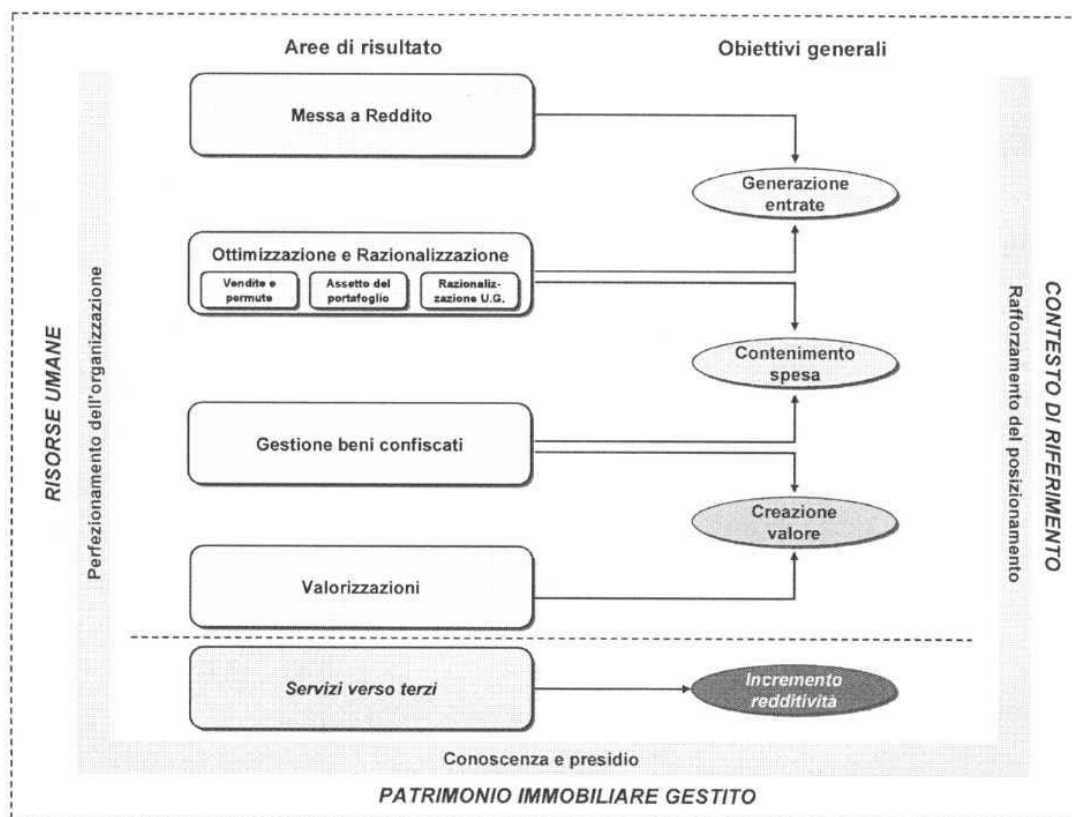 Aree di risultato
Obiettivi generali
Messa a Reddito
Generazione
entrate
Ottimizzazione e Razionalizzazione
Vendite e
permute
Assetto del
portafoglio
Razionaliz-
zazione U.G.
Contenimento
spesa
Gestione beni confiscati
Creazione
valore
Valorizzazioni
Servizi verso terzi
Incremento
redditività
RISORSE UMANE
Perfezionamento dell'organizzazione
Rafforzamento del posizionamento
CONTESTO DI RIFERIMENTO
Conoscenza e presidio
PATRIMONIO IMMOBILIARE GESTITO